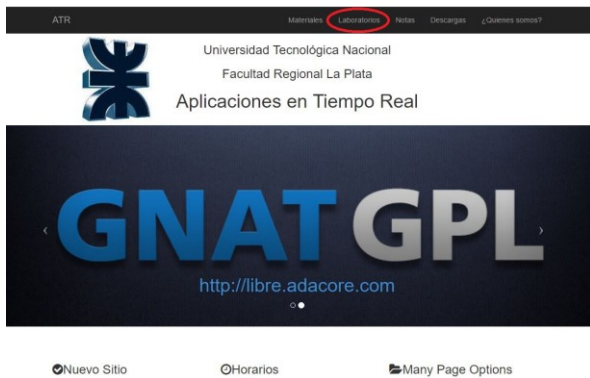 ATR Materiales Laboratorios Notas Descargas ¿Quienes somos?
Universidad Tecnológica Nacional
Facultad Regional La Plata
Aplicaciones en Tiempo Real
GNAT GPL
http://libre.adacore.com
Nuevo Sitio Horarios Many Page Options